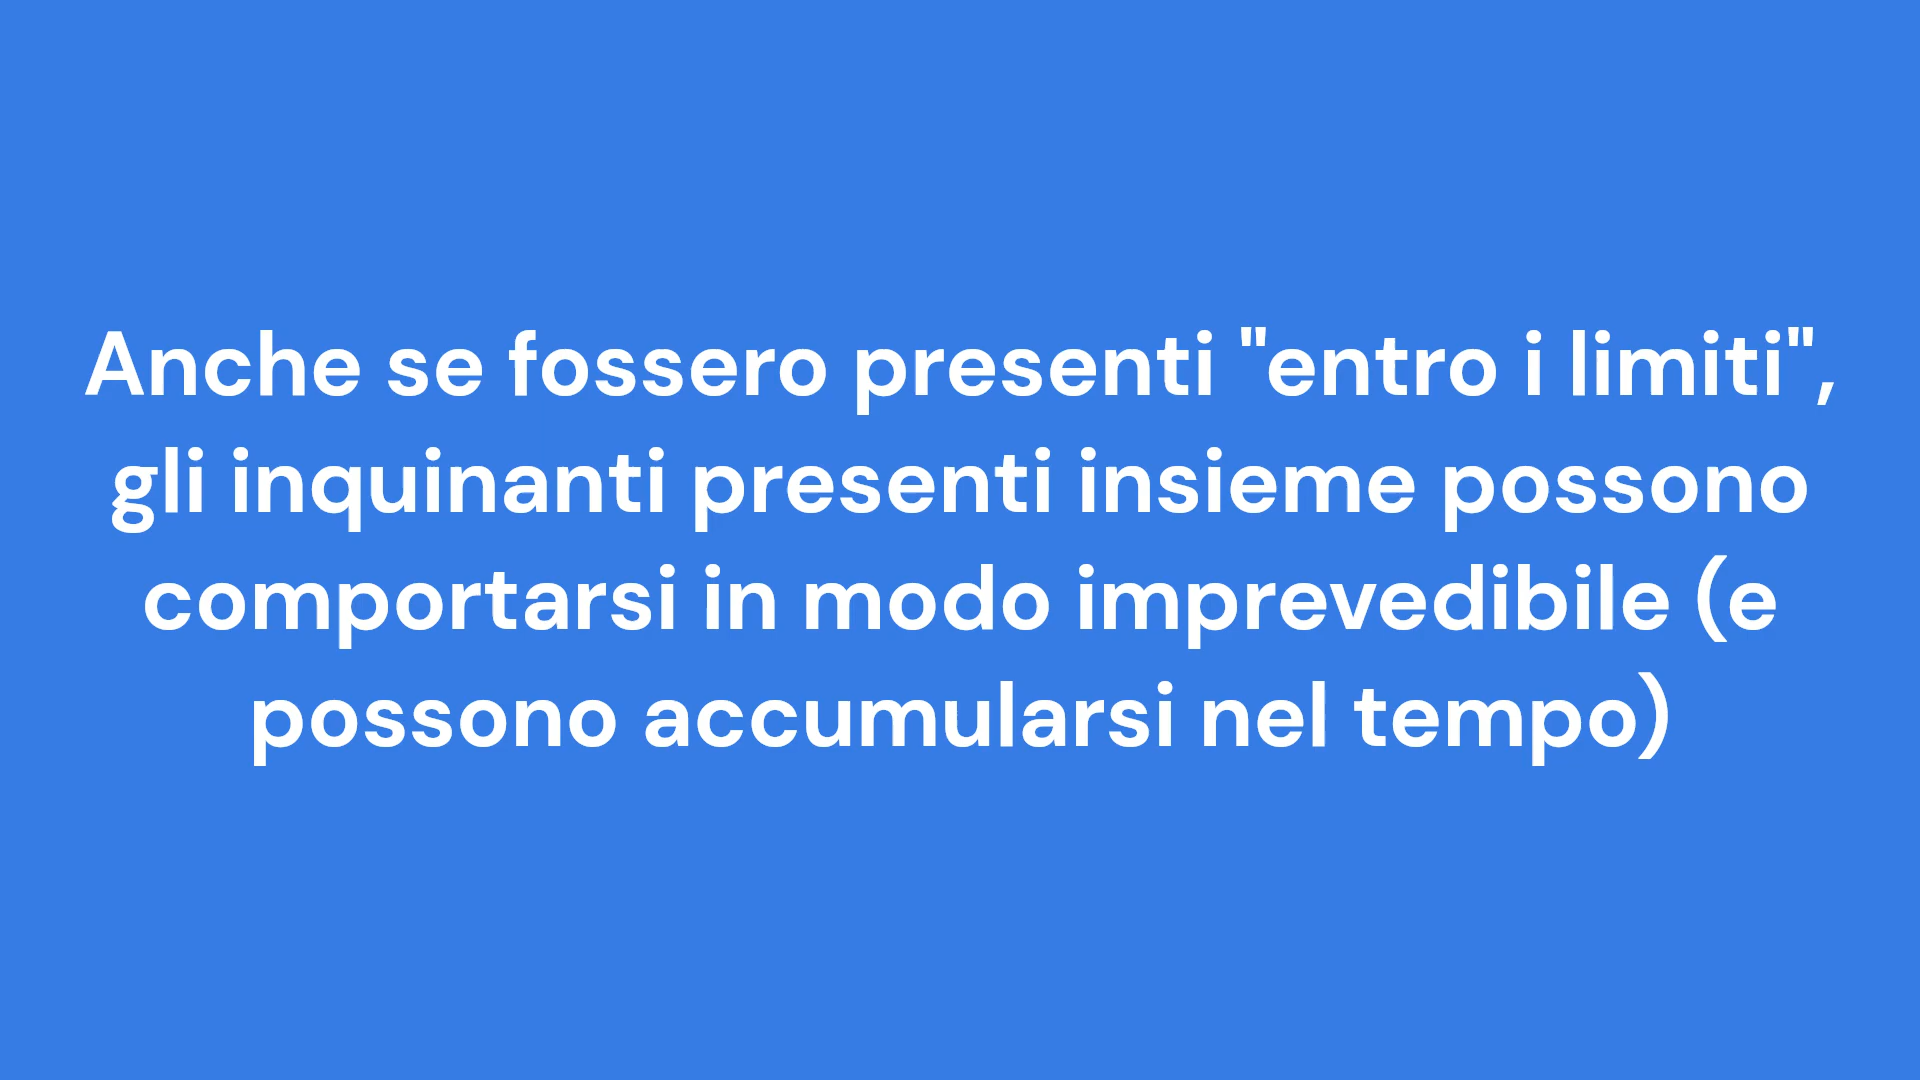 Anche se fossero presenti "entro i limiti",
gli inquinanti presenti insieme possono
comportarsi in modo imprevedibile (e
possono accumularsi nel tempo)